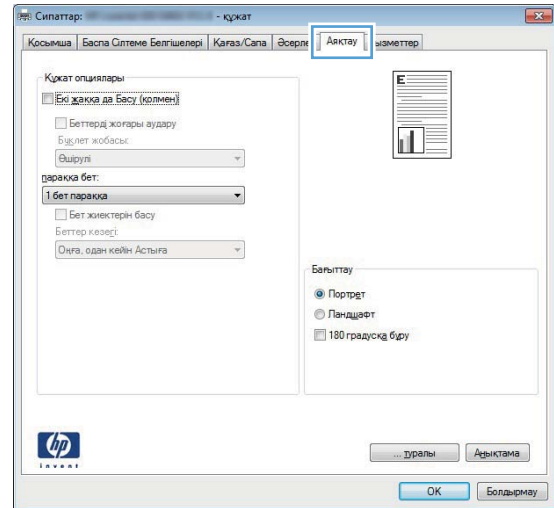 Сипаттар: - құжат
Қосымша Баспа Сілтеме Белгішелері Қағаз/Сапа Әсерле Аяқтау ызметтер
Құжат опциялары
Екі жаққа да Басу (колмен)
Беттерді жоғары аудару
Бүклет жобасы:
Өшірулі
параққа бет:
1 бет параққа
Бет жиектерін басу
Беттер кезегі:
Оңға, одан кейін Астыға
E
Бағыттау
Портрет
Ландшафт
180 градусқа бұру
hp
invent
... туралы Анықтама
OK Болдырмау